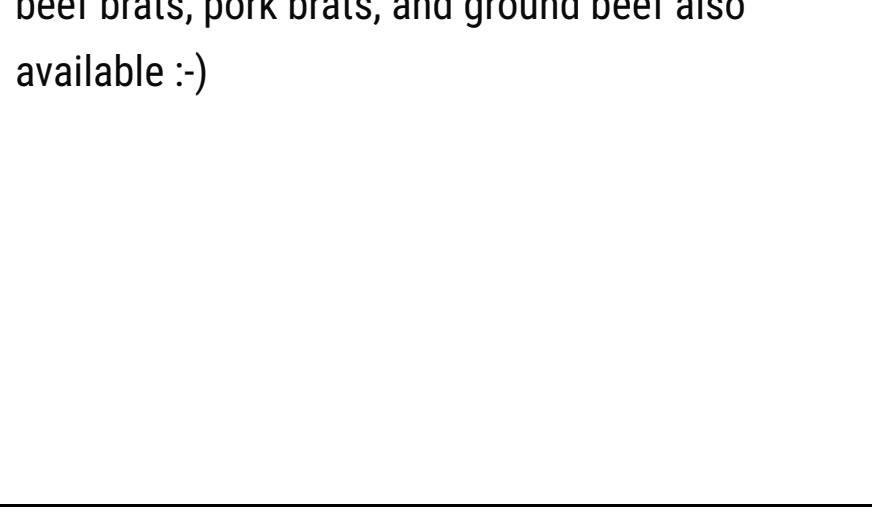 beef brats, pork brats, and ground beef also
available :-)